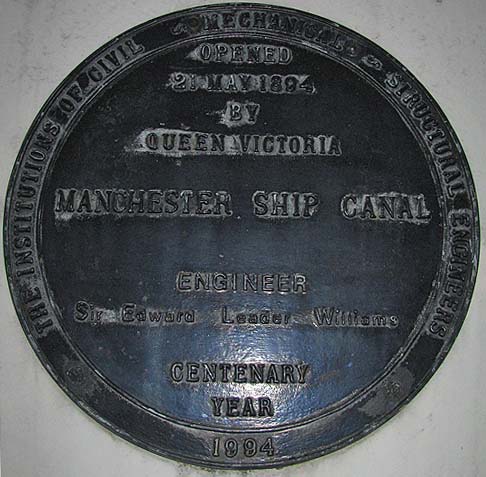 THE INSTITUTIONS OF CIVIL MECHANICAL STRUCTURAL ENGINEERS
OPENED
21 MAY 1894
BY
QUEEN VICTORIA
MANCHESTER SHIP CANAL
ENGINEER
Sir Edward Leader Williams
CENTENARY
YEAR
1994